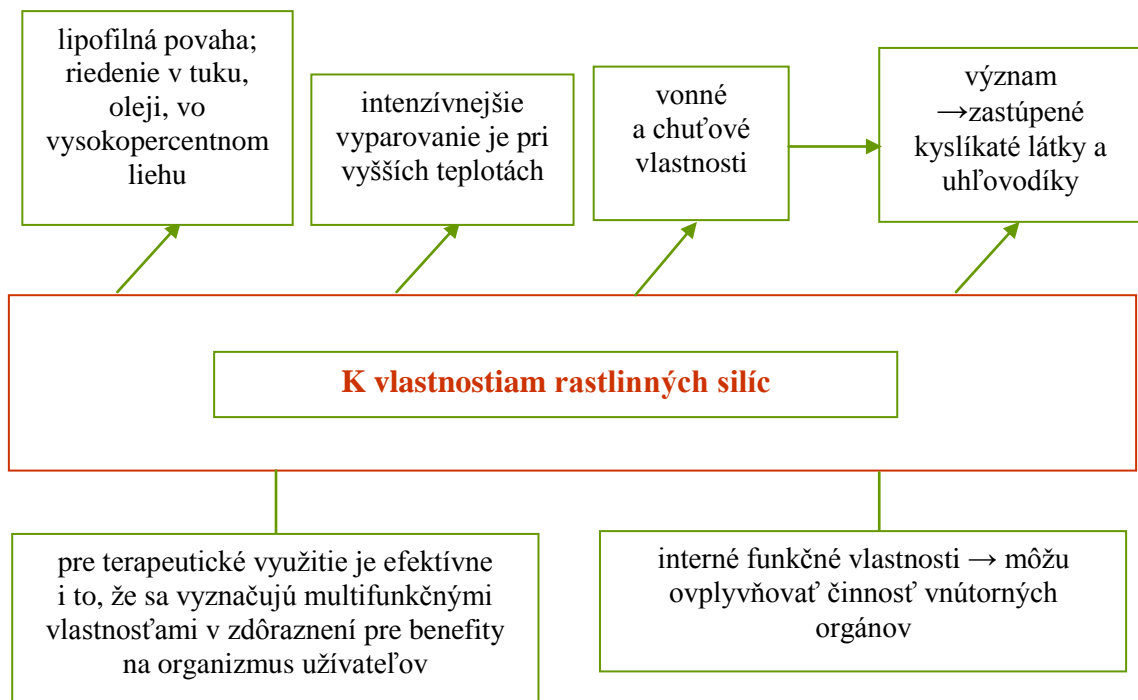 lipofilná povaha;
riedenie v tuku,
oleji, vo
vysokopercentnom
liehu
intenzívnejšie
vyparovanie je pri
vyšších teplotách
vonné
a chuťové
vlastnosti
význam
→zastúpené
kyslíkaté látky a
uhľovodíky
K vlastnostiam rastlinných silíc
pre terapeutické využitie je efektívne
i to, že sa vyznačujú multifunkčnými
vlastnosťami v zdôraznení pre benefity
na organizmus užívateľov
interné funkčné vlastnosti → môžu
ovplyvňovať činnosť vnútorných
orgánov